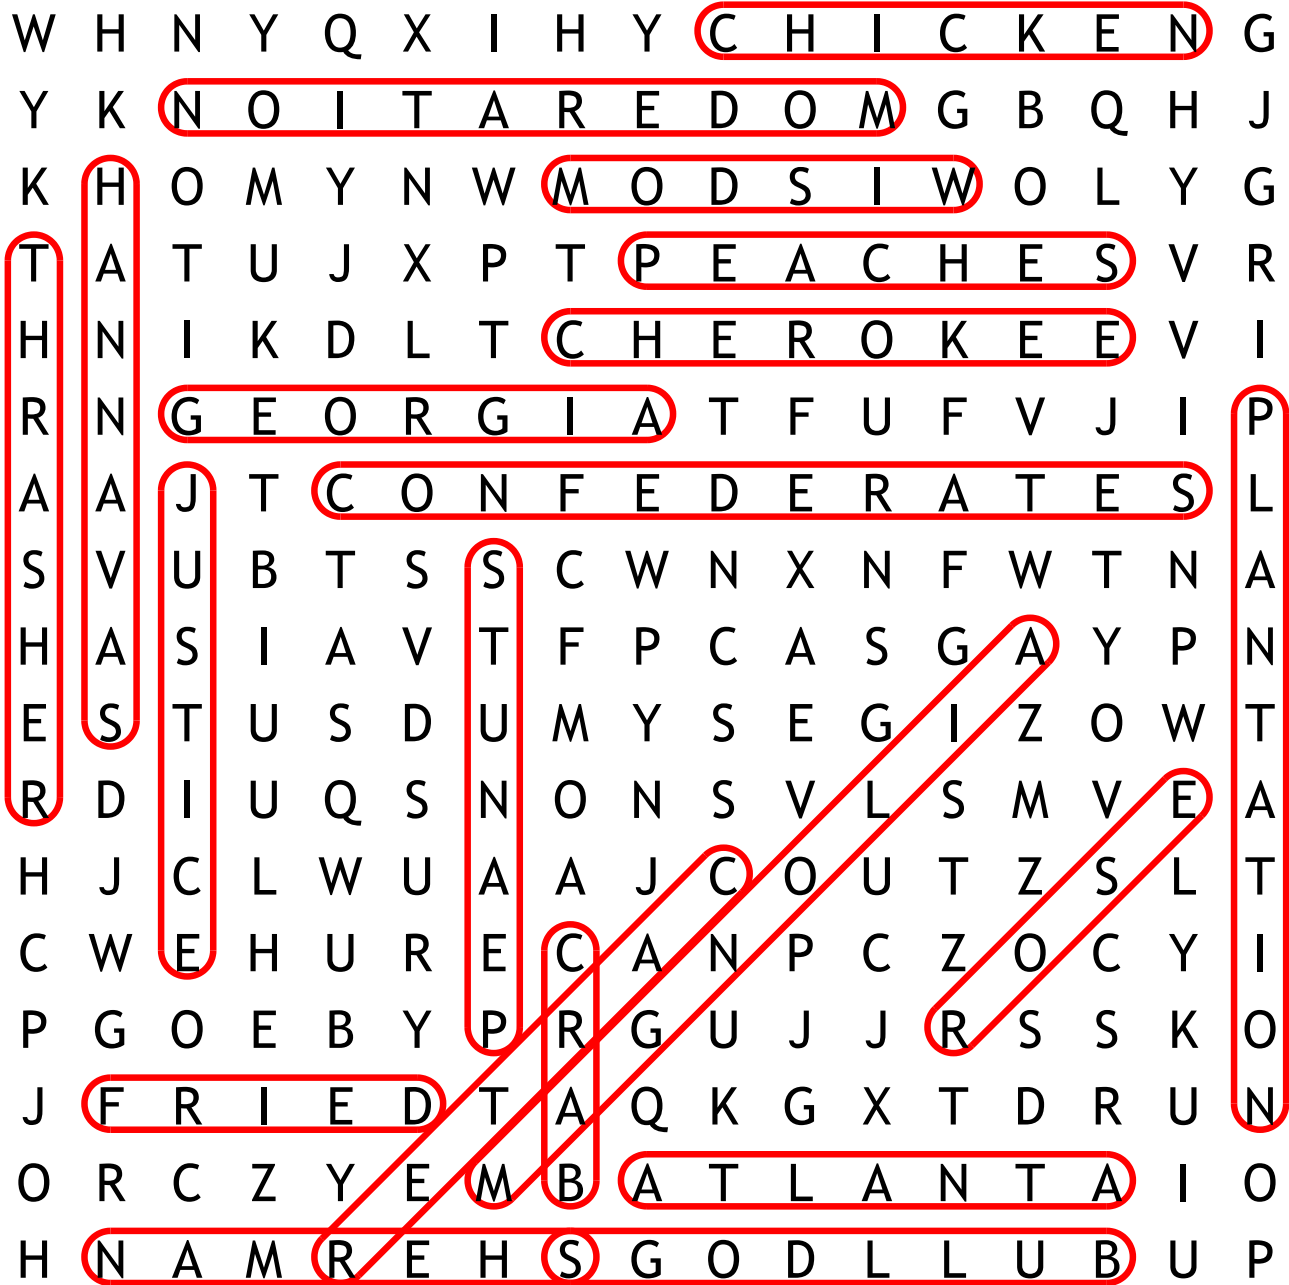 W H N Y Q X I H Y C H I C K E N G
Y K N O I T A R E D O M G B Q H J
K H O M Y N W M O D S I W O L Y G
T A T U J X P T P E A C H E S V R
H N I K D L T C H E R O K E E V I
R N G E O R G I A T F U F V J I P
A A J T C O N F E D E R A T E S L
S V U B T S S C W N X N F W T N A
H A S I A V T F P C A S G A Y P N
E S T U S D U M Y S E G I Z O W T
R D I U Q S N O N S V L S M V E A
H J C L W U A A J C O U T Z S L T
C W E H U R E C A N P C Z O C Y I
P G O E B Y P R G U J J R S S K O
J F R I E D T A Q K G X T D R U N
O R C Z Y E M B A T L A N T A I O
H N A M R E H S G O D L L U B U P